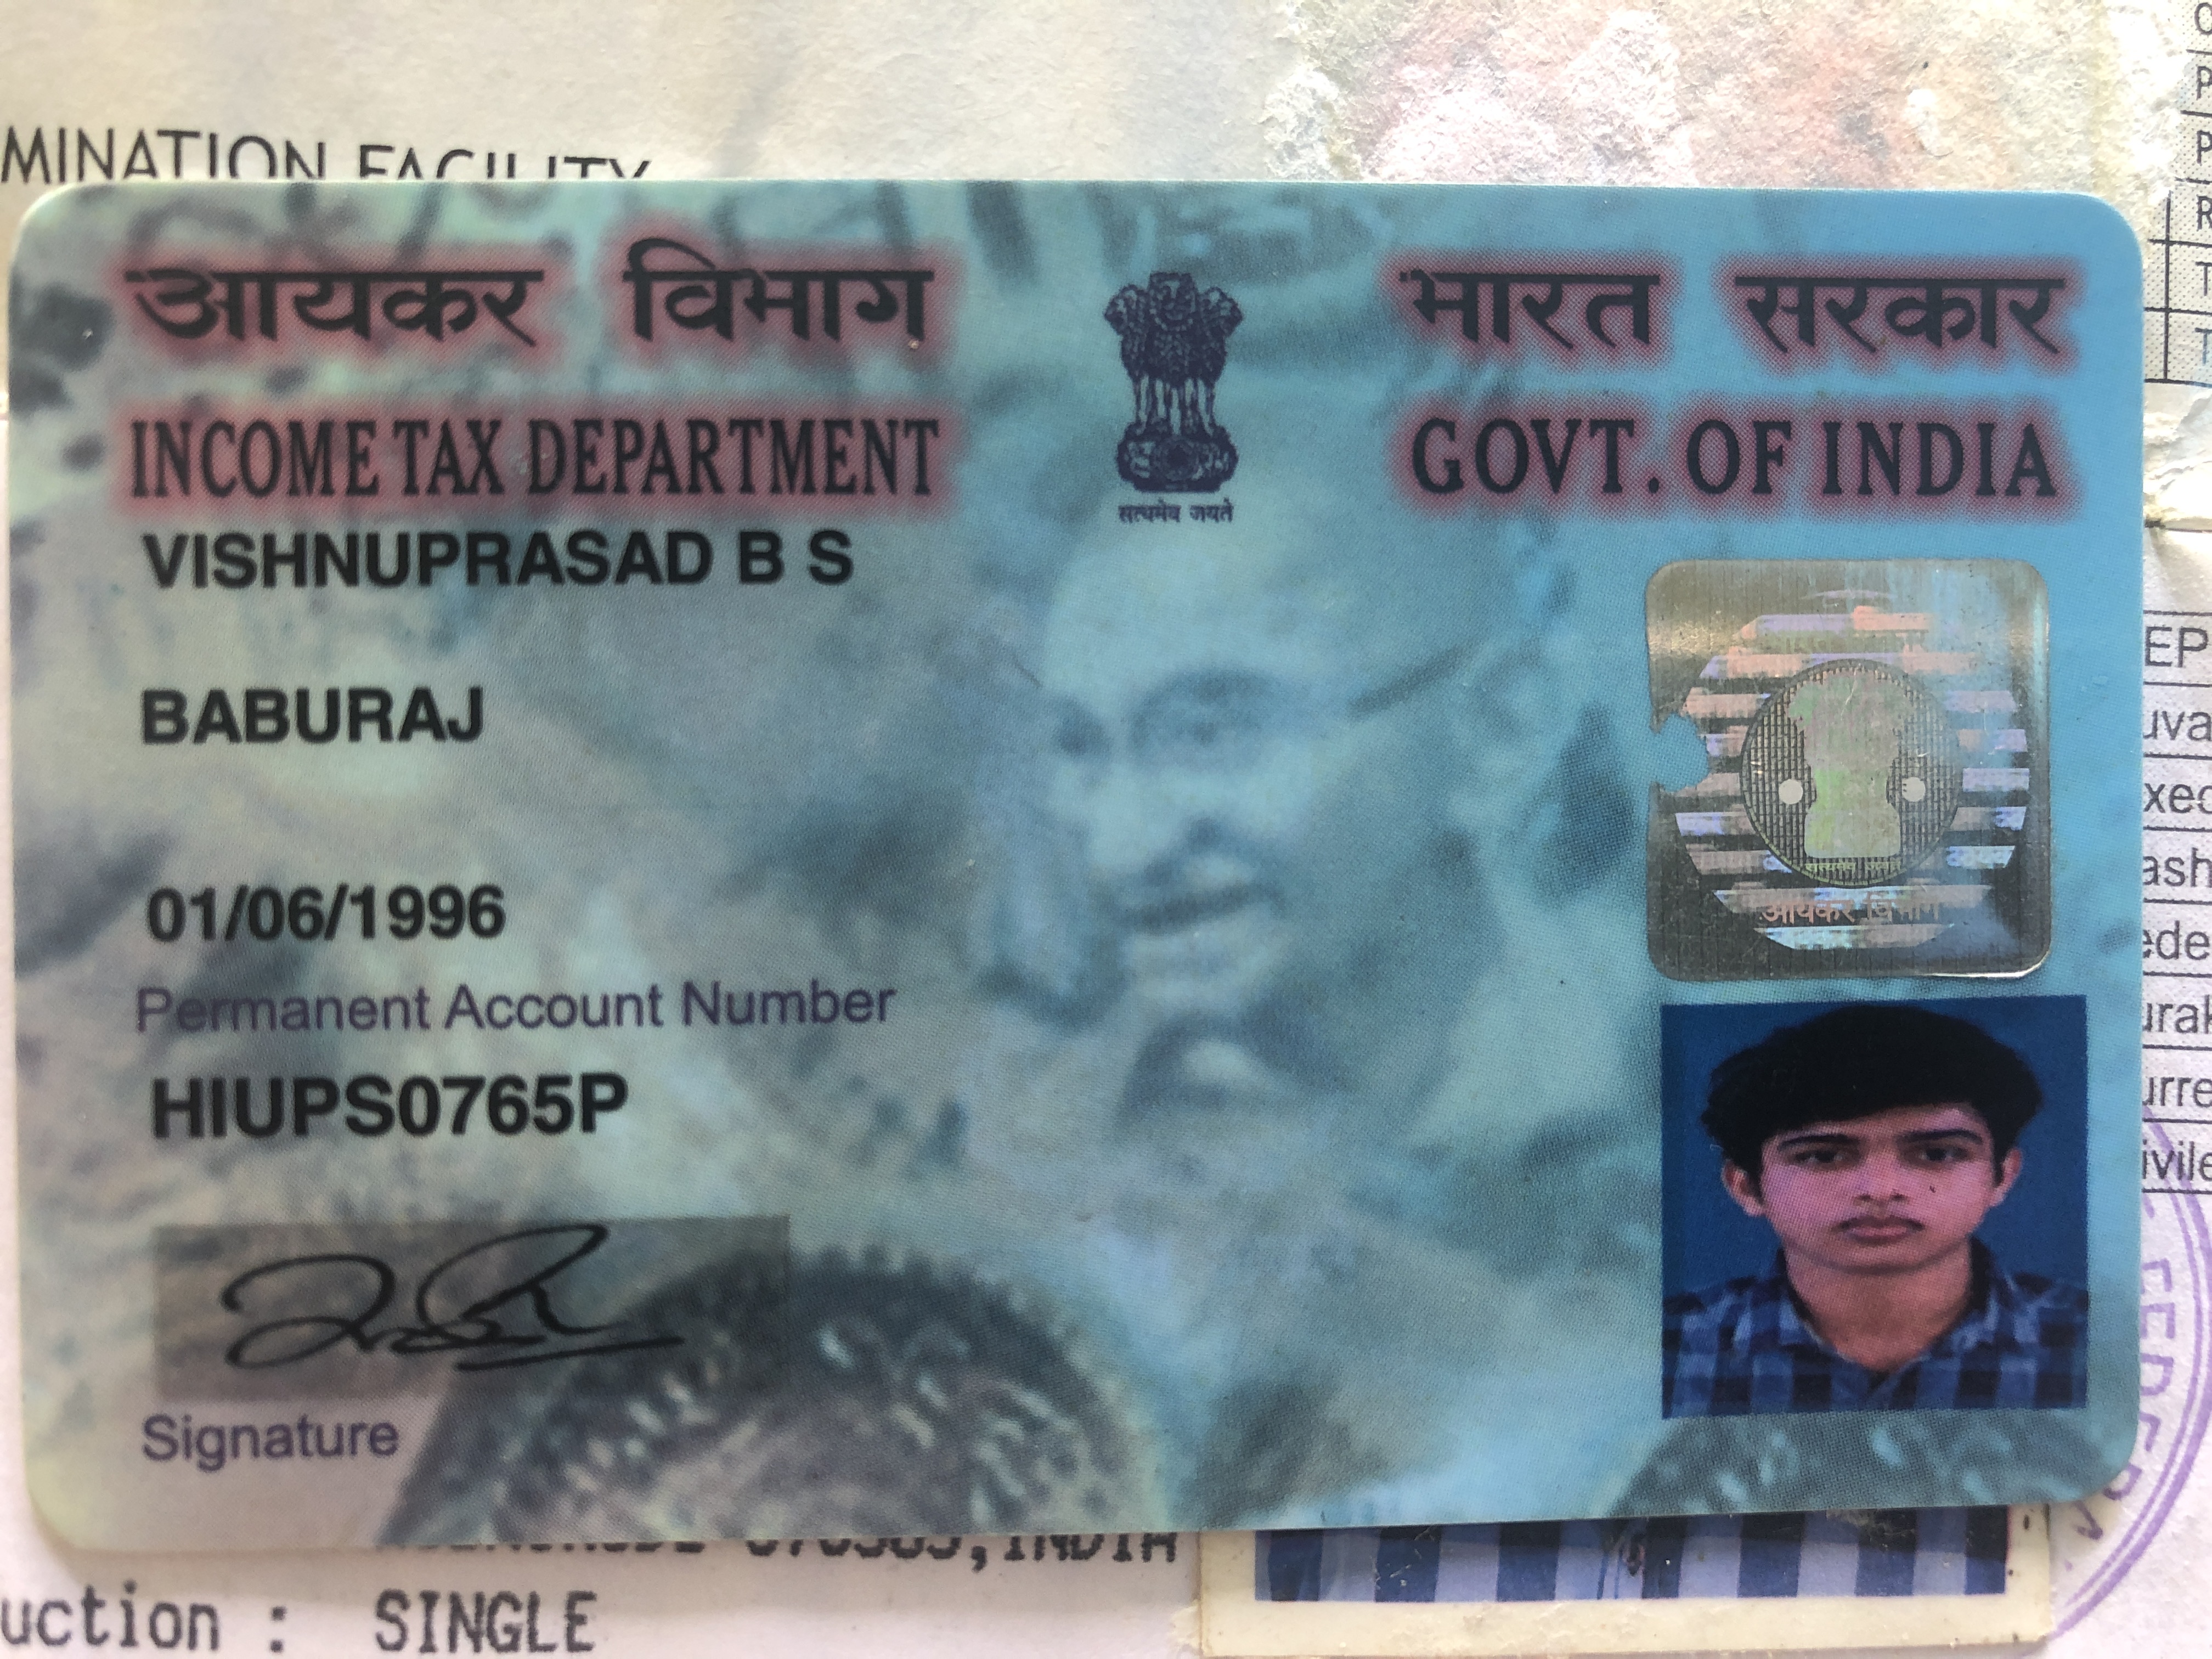 MINATION FACILITY
आयकर विभाग
भारत सरकार
INCOME TAX DEPARTMENT
GOVT. OF INDIA
सत्यमेव जयते
VISHNUPRASAD B S
BABURAJ
01/06/1996
Permanent Account Number
HIUPS0765P
Signature
आयकर विभाग
uction : SINGLE